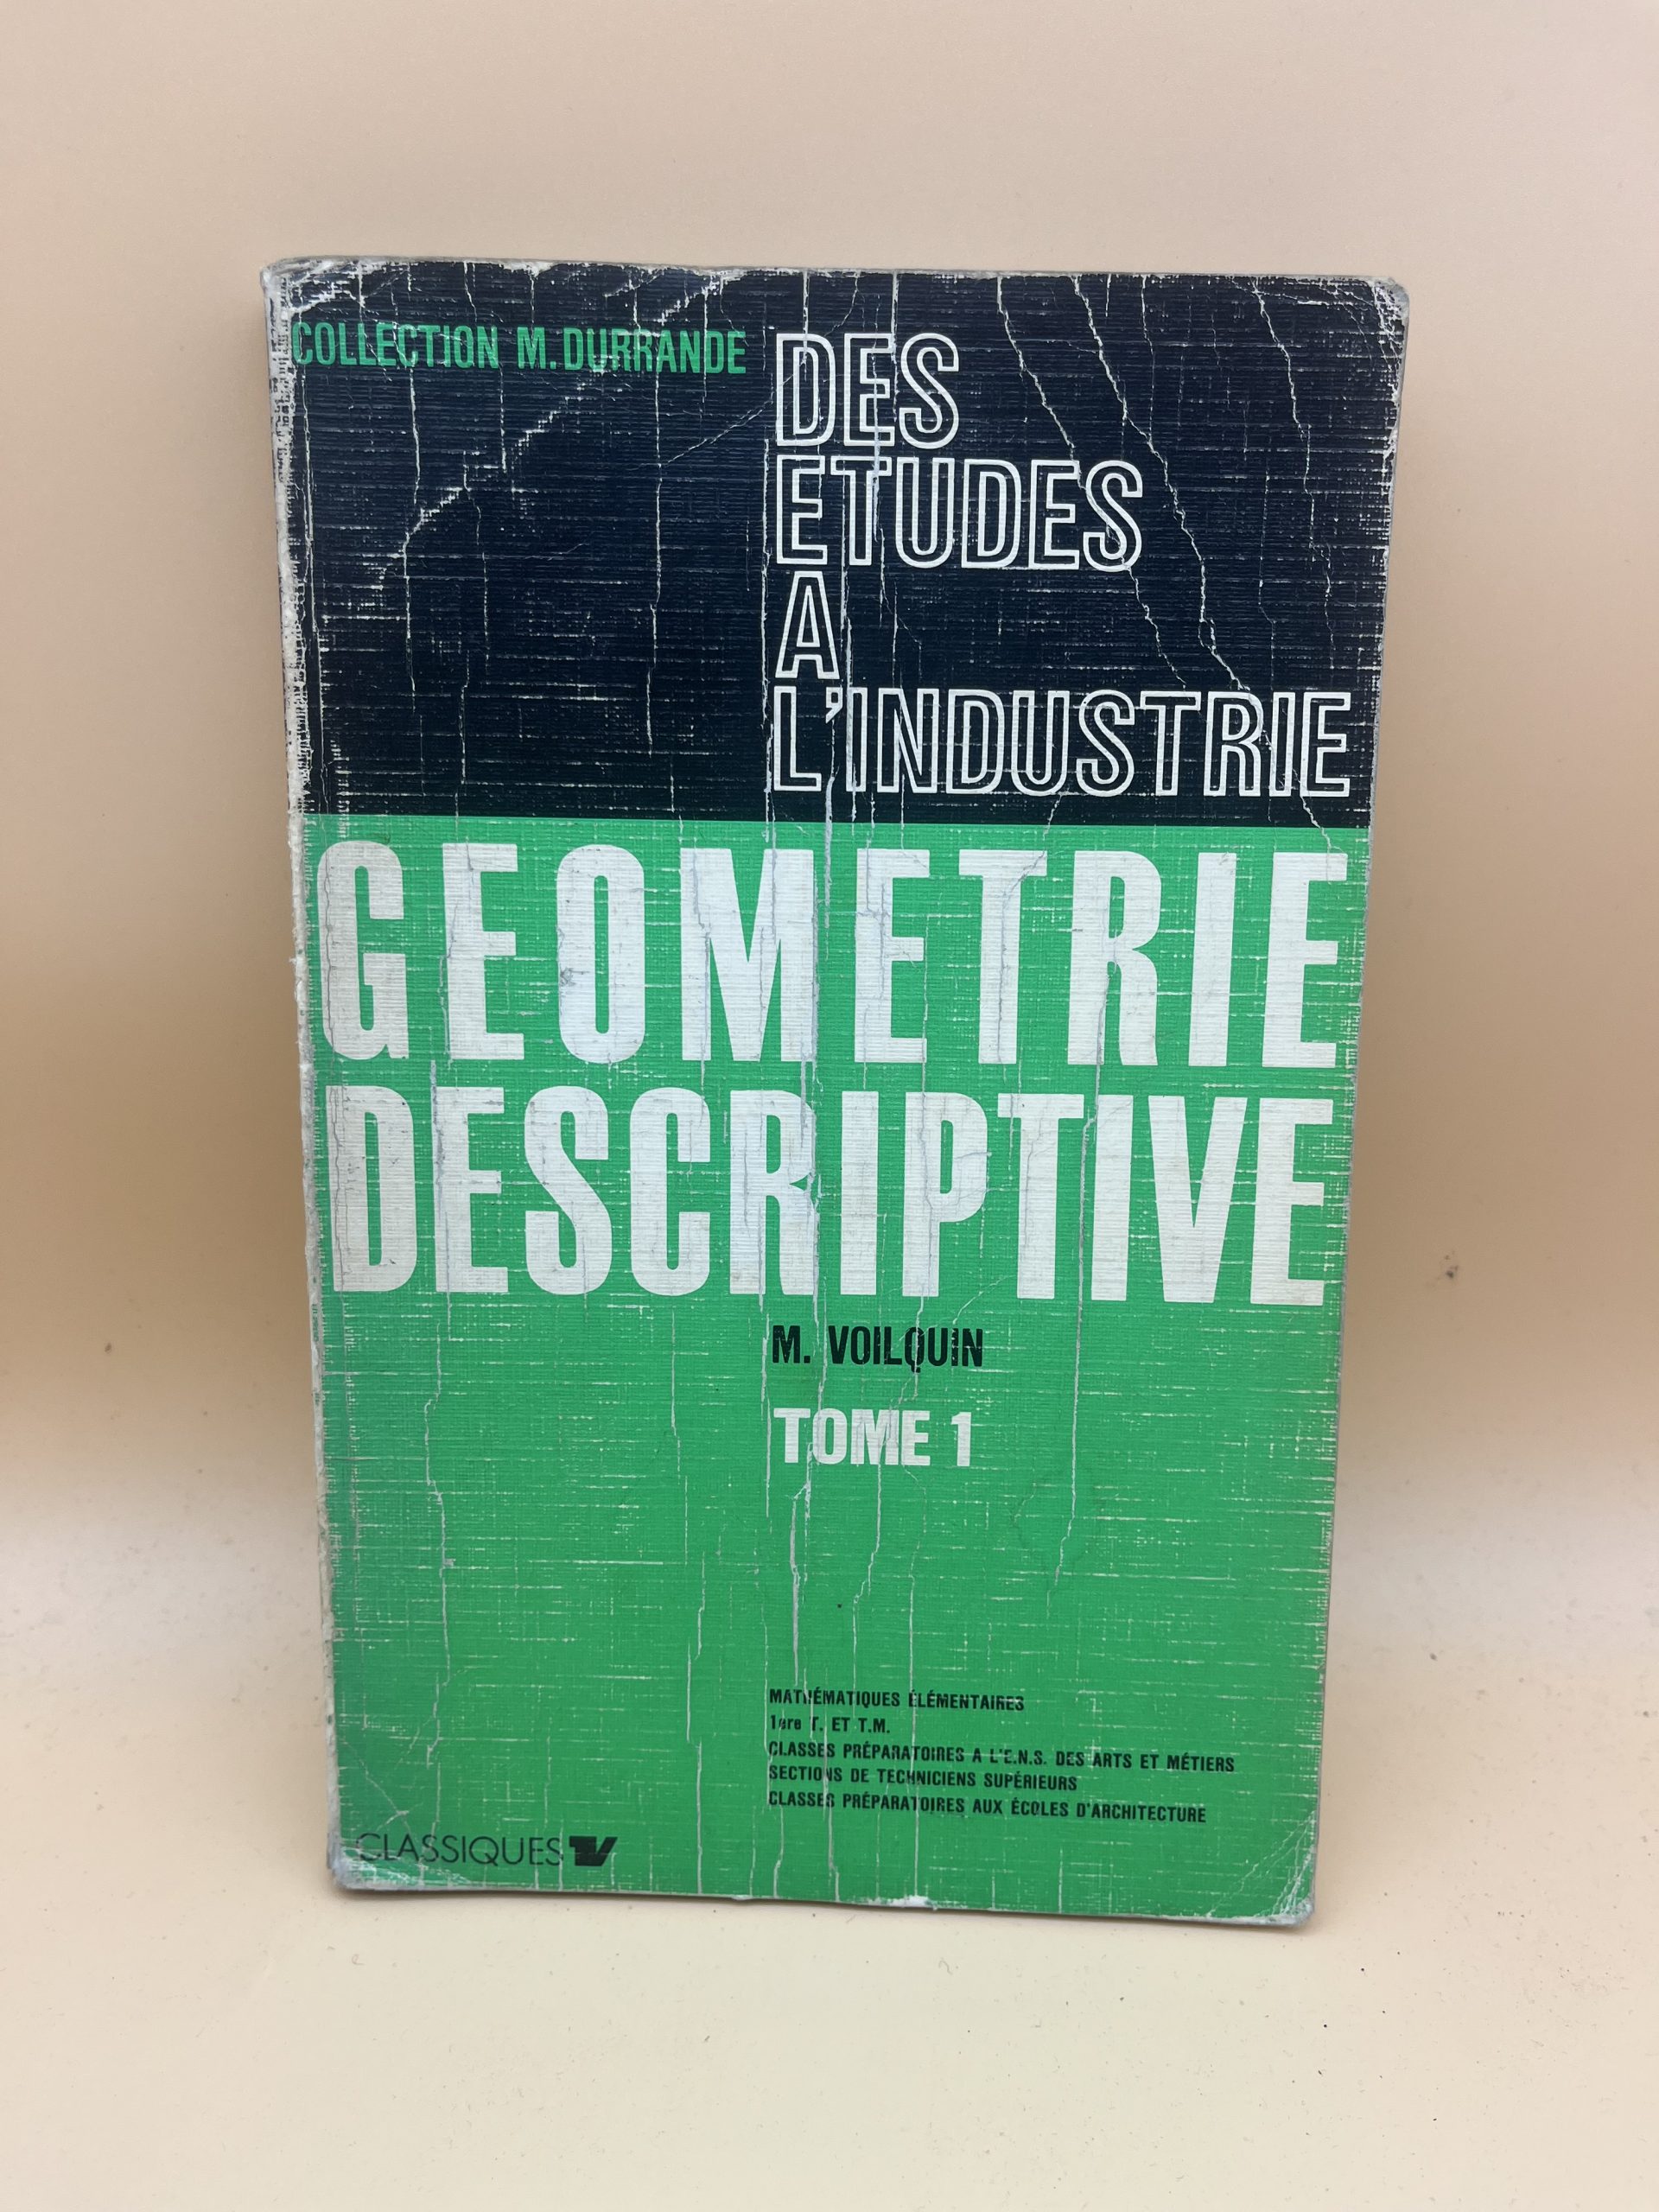 COLLECTION M. DURRANDE
DES
ETUDES
A
L'INDUSTRIE
GEOMETRIE
DESCRIPTIVE
M. VOILQUIN
TOME 1
MATHÉMATIQUES ÉLÉMENTAIRES
1ère T. ET T.M.
CLASSES PRÉPARATOIRES A L'E.N.S. DES ARTS ET MÉTIERS
SECTIONS DE TECHNICIENS SUPÉRIEURS
CLASSES PRÉPARATOIRES AUX ÉCOLES D'ARCHITECTURE
CLASSIQUES TV